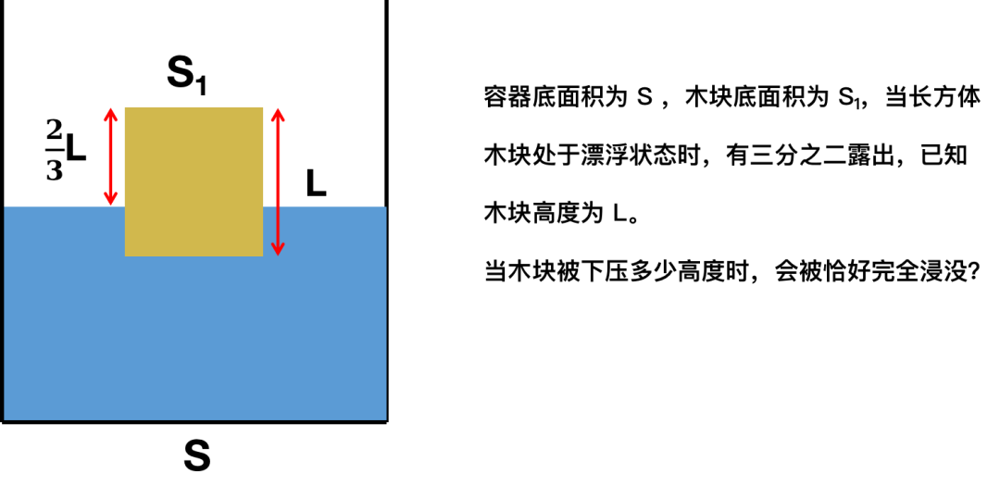 S₁
2/3 L
L
S
容器底面积为 S ，木块底面积为 S₁，当长方体
木块处于漂浮状态时，有三分之二露出，已知
木块高度为 L。
当木块被下压多少高度时，会被恰好完全浸没？